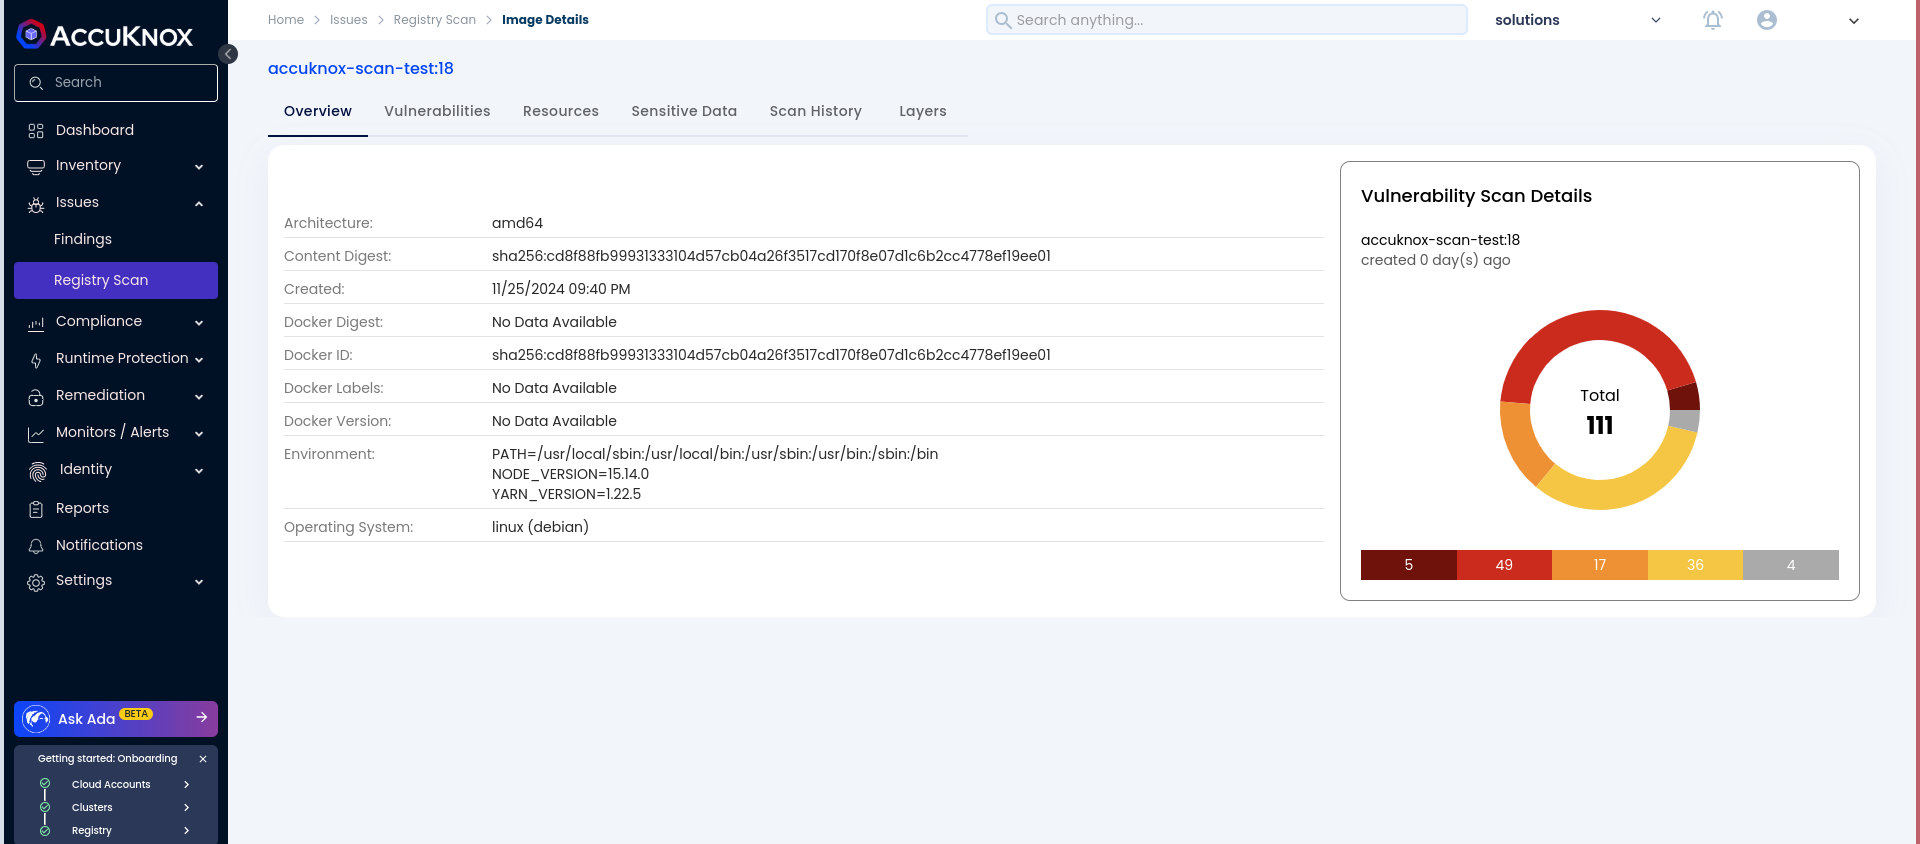 ACCUKNOX
Search
Dashboard
Inventory
Issues
Findings
Registry Scan
Compliance
Runtime Protection
Remediation
Monitors / Alerts
Identity
Reports
Notifications
Settings
Ask Ada BETA
Getting started: Onboarding
Cloud Accounts
Clusters
Registry
Home > Issues > Registry Scan > Image Details
Search anything...
solutions
accuknox-scan-test:18
Overview Vulnerabilities Resources Sensitive Data Scan History Layers
Architecture: amd64
Content Digest: sha256:cd8f88fb99931333104d57cb04a26f3517cd170f8e07d1c6b2cc4778ef19ee01
Created: 11/25/2024 09:40 PM
Docker Digest: No Data Available
Docker ID: sha256:cd8f88fb99931333104d57cb04a26f3517cd170f8e07d1c6b2cc4778ef19ee01
Docker Labels: No Data Available
Docker Version: No Data Available
Environment: PATH=/usr/local/sbin:/usr/local/bin:/usr/sbin:/usr/bin:/sbin:/bin
NODE_VERSION=15.14.0
YARN_VERSION=1.22.5
Operating System: linux (debian)
Vulnerability Scan Details
accuknox-scan-test:18
created 0 day(s) ago
Total
111
5 49 17 36 4